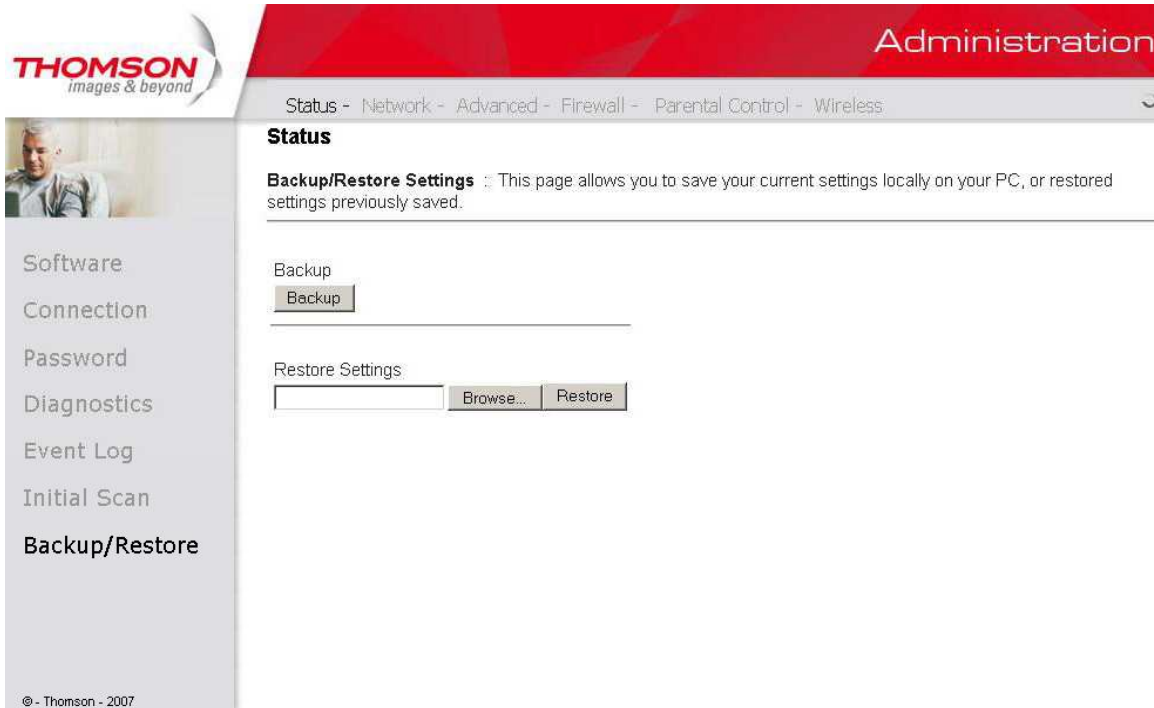 THOMSON
images & beyond
Administration
Status - Network - Advanced - Firewall - Parental Control - Wireless
Status
Backup/Restore Settings : This page allows you to save your current settings locally on your PC, or restored
settings previously saved.
Software
Connection
Password
Diagnostics
Event Log
Initial Scan
Backup/Restore
Backup
Backup
Restore Settings
Browse... Restore
© - Thomson - 2007